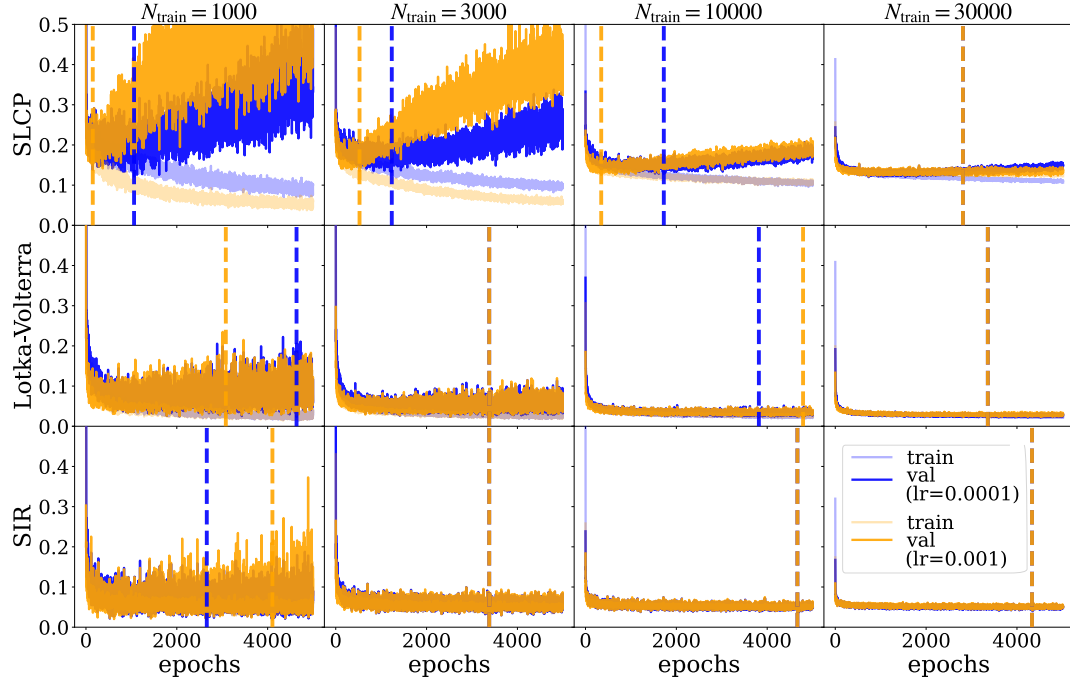 N_train = 1000 N_train = 3000 N_train = 10000 N_train = 30000
SLCP
0.5
0.4
0.3
0.2
0.1
0.0
Lotka-Volterra
0.4
0.3
0.2
0.1
0.0
SIR
0.4
0.3
0.2
0.1
0.0
train
val
(lr=0.0001)
train
val
(lr=0.001)
0 2000 4000 0 2000 4000 0 2000 4000 0 2000 4000
epochs epochs epochs epochs